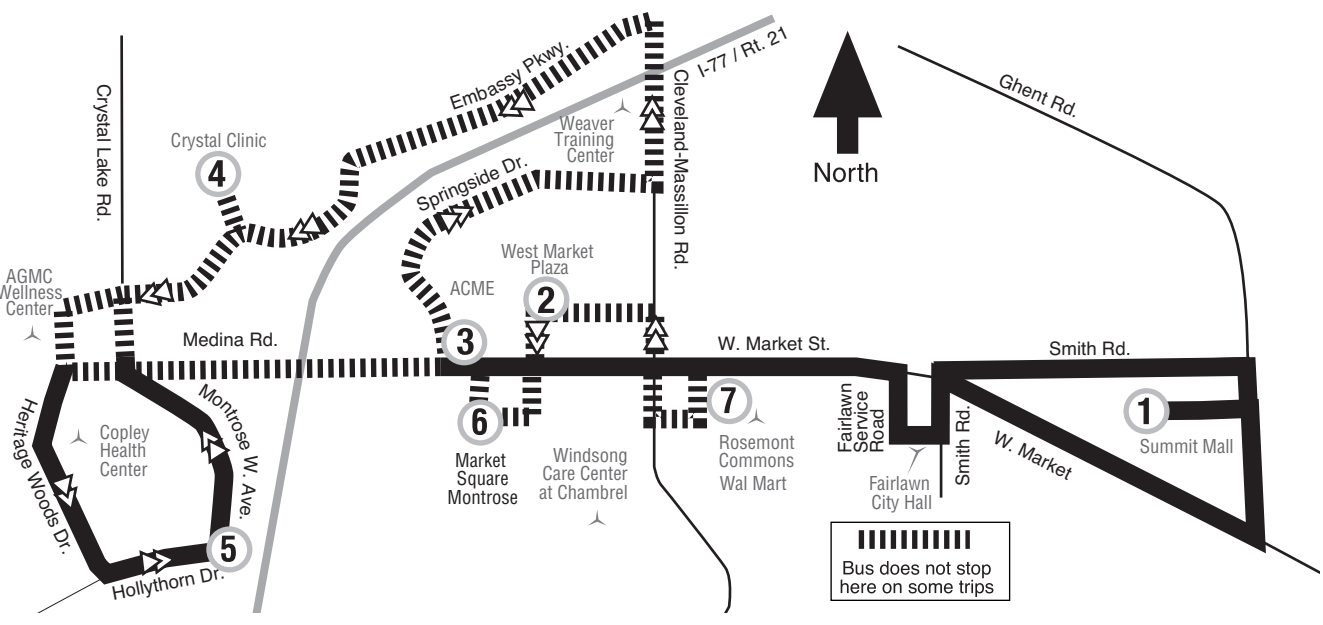 I-77 / Rt. 21
Embassy Pkwy.
Cleveland-Massillon Rd.
Ghent Rd.
Crystal Lake Rd.
Crystal Clinic
4
Weaver
Training
Center
North
Springside Dr.
West Market
Plaza
2
AGMC
Wellness
Center
ACME
3
Medina Rd.
W. Market St.
Smith Rd.
1
Summit Mall
Heritage Woods Dr.
Copley
Health
Center
Montrose W. Ave.
6
Market
Square
Montrose
7
Rosemont
Commons
Wal Mart
Windsong
Care Center
at Chambrel
Fairlawn
Service
Road
Smith Rd.
W. Market
Fairlawn
City Hall
5
Hollythorn Dr.
Bus does not stop
here on some trips